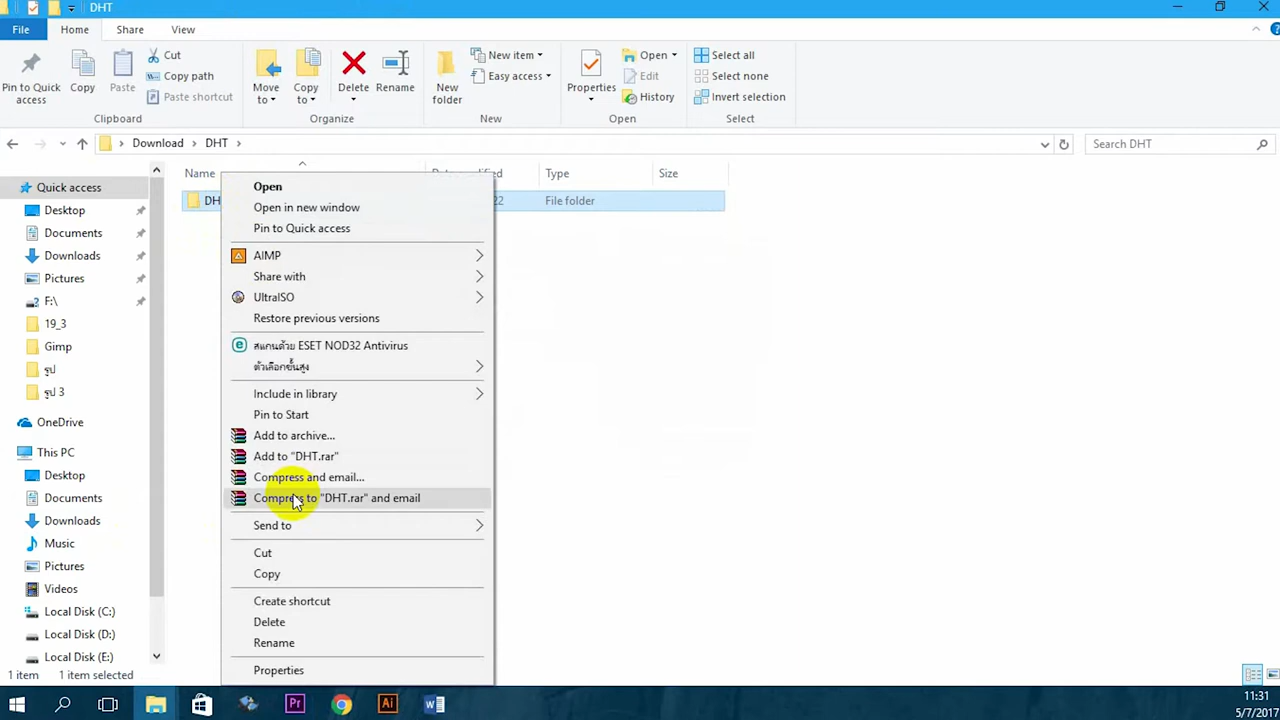 DHT
File
Home
Share
View
Pin to Quick access
Copy
Paste
Cut
Copy path
Paste shortcut
Clipboard
Move to
Copy to
Delete
Rename
Organize
New folder
New item
Easy access
New
Properties
Open
Edit
History
Open
Select all
Select none
Invert selection
Select
Download
DHT
Search DHT
Name
Type
Size
DH
22
File folder
Quick access
Desktop
Documents
Downloads
Pictures
F:\
19_3
Gimp
รูป
รูป 3
OneDrive
This PC
Desktop
Documents
Downloads
Music
Pictures
Videos
Local Disk (C:)
Local Disk (D:)
Local Disk (E:)
Open
Open in new window
Pin to Quick access
AIMP
Share with
UltraISO
Restore previous versions
สแกนด้วย ESET NOD32 Antivirus
ตัวเลือกขั้นสูง
Include in library
Pin to Start
Add to archive...
Add to "DHT.rar"
Compress and email...
Compress to "DHT.rar" and email
Send to
Cut
Copy
Create shortcut
Delete
Rename
Properties
1 item
1 item selected
Pr
Ai
W
11:31
5/7/2017